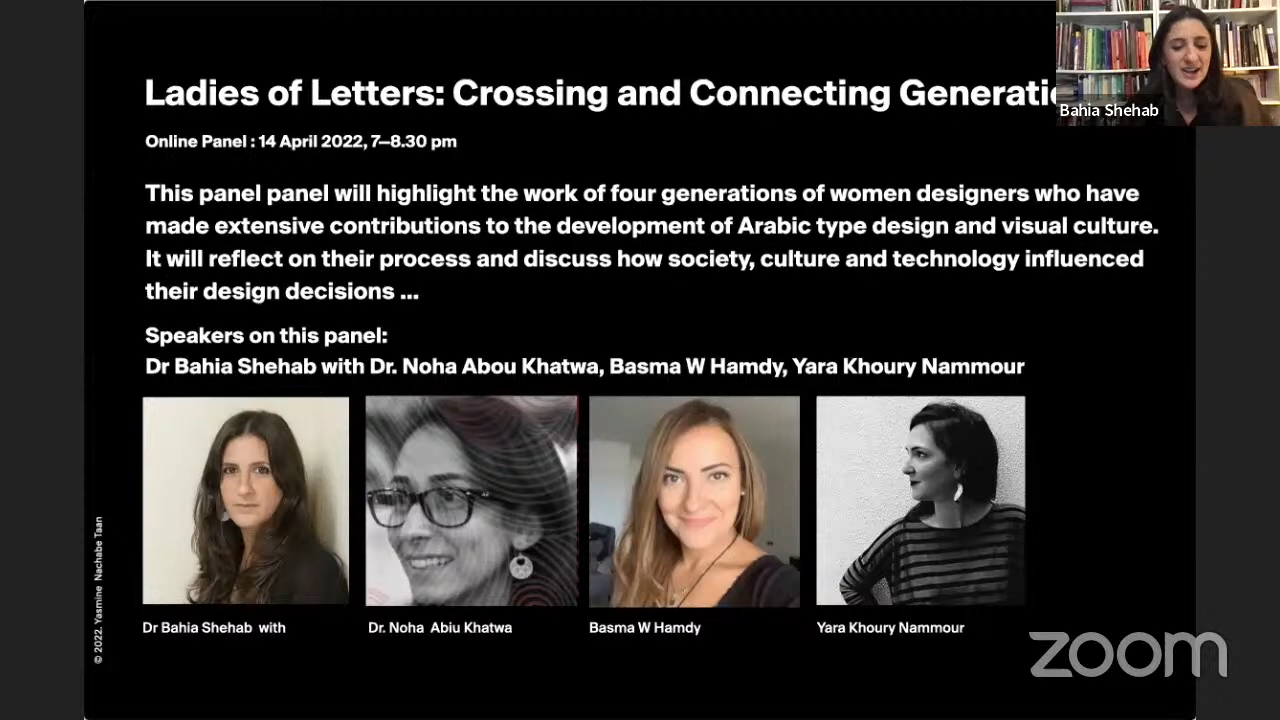 Ladies of Letters: Crossing and Connecting Generatio
Bahia Shehab
Online Panel : 14 April 2022, 7–8.30 pm
This panel panel will highlight the work of four generations of women designers who have
made extensive contributions to the development of Arabic type design and visual culture.
It will reflect on their process and discuss how society, culture and technology influenced
their design decisions ...
Speakers on this panel:
Dr Bahia Shehab with Dr. Noha Abou Khatwa, Basma W Hamdy, Yara Khoury Nammour
© 2022. Yasmine Nachabe Taan
Dr Bahia Shehab with
Dr. Noha Abiu Khatwa
Basma W Hamdy
Yara Khoury Nammour
zoom